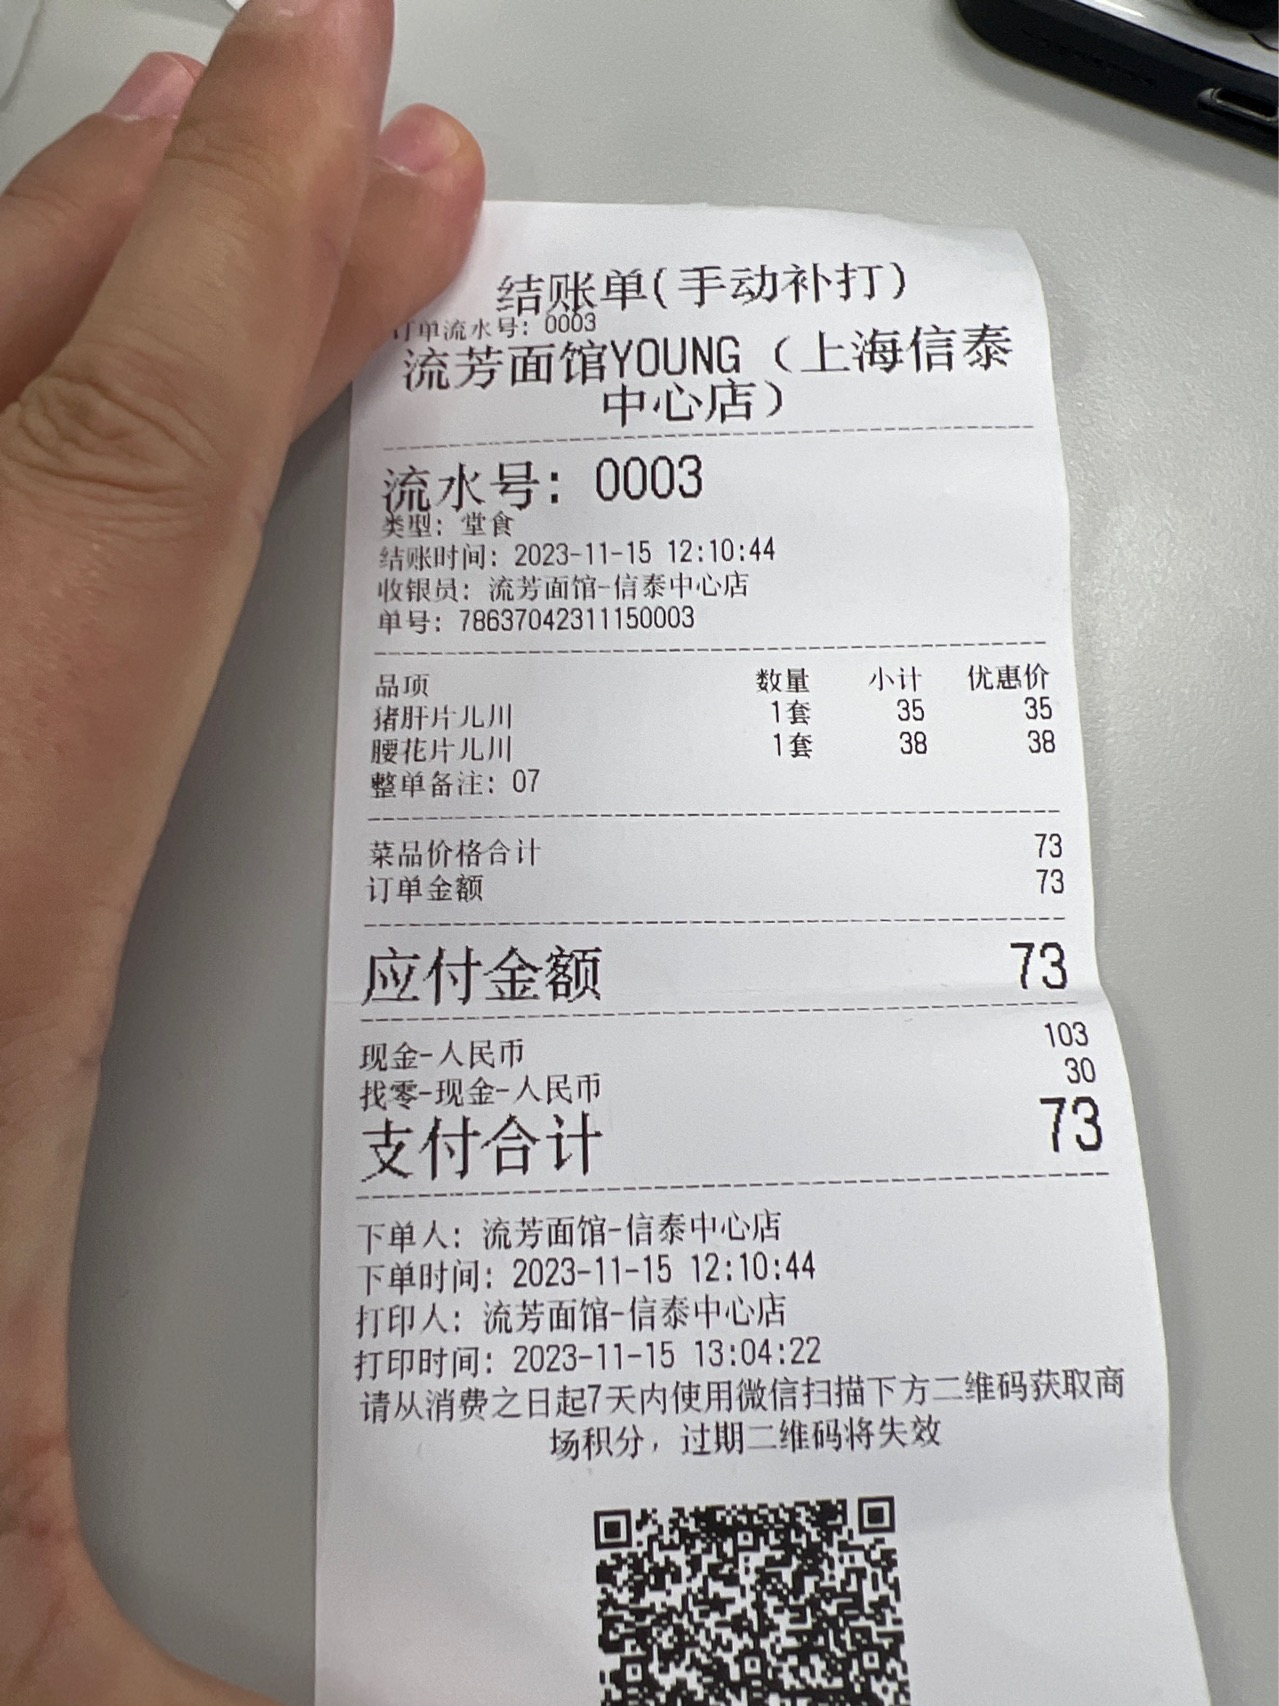 结账单(手动补打)
订单流水号: 0003
流芳面馆YOUNG（上海信泰
中心店）
流水号: 0003
类型: 堂食
结账时间: 2023-11-15 12:10:44
收银员: 流芳面馆-信泰中心店
单号: 78637042311150003
品项 数量 小计 优惠价
猪肝片儿川 1套 35 35
腰花片儿川 1套 38 38
整单备注: 07
菜品价格合计 73
订单金额 73
应付金额 73
现金-人民币 103
找零-现金-人民币 30
支付合计 73
下单人: 流芳面馆-信泰中心店
下单时间: 2023-11-15 12:10:44
打印人: 流芳面馆-信泰中心店
打印时间: 2023-11-15 13:04:22
请从消费之日起7天内使用微信扫描下方二维码获取商
场积分，过期二维码将失效